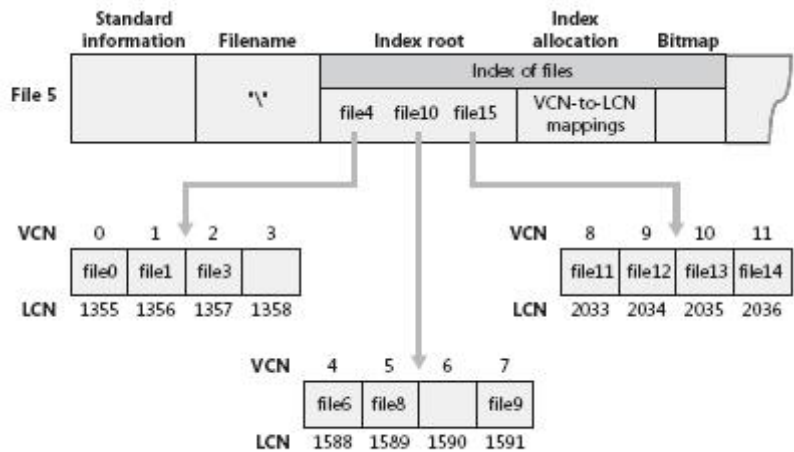 Standard information Filename Index root Index allocation Bitmap
Index of files
File 5 "\" file4 file10 file15 VCN-to-LCN mappings
VCN 0 1 2 3
file0 file1 file3
LCN 1355 1356 1357 1358
VCN 8 9 10 11
file11 file12 file13 file14
LCN 2033 2034 2035 2036
VCN 4 5 6 7
file6 file8 file9
LCN 1588 1589 1590 1591